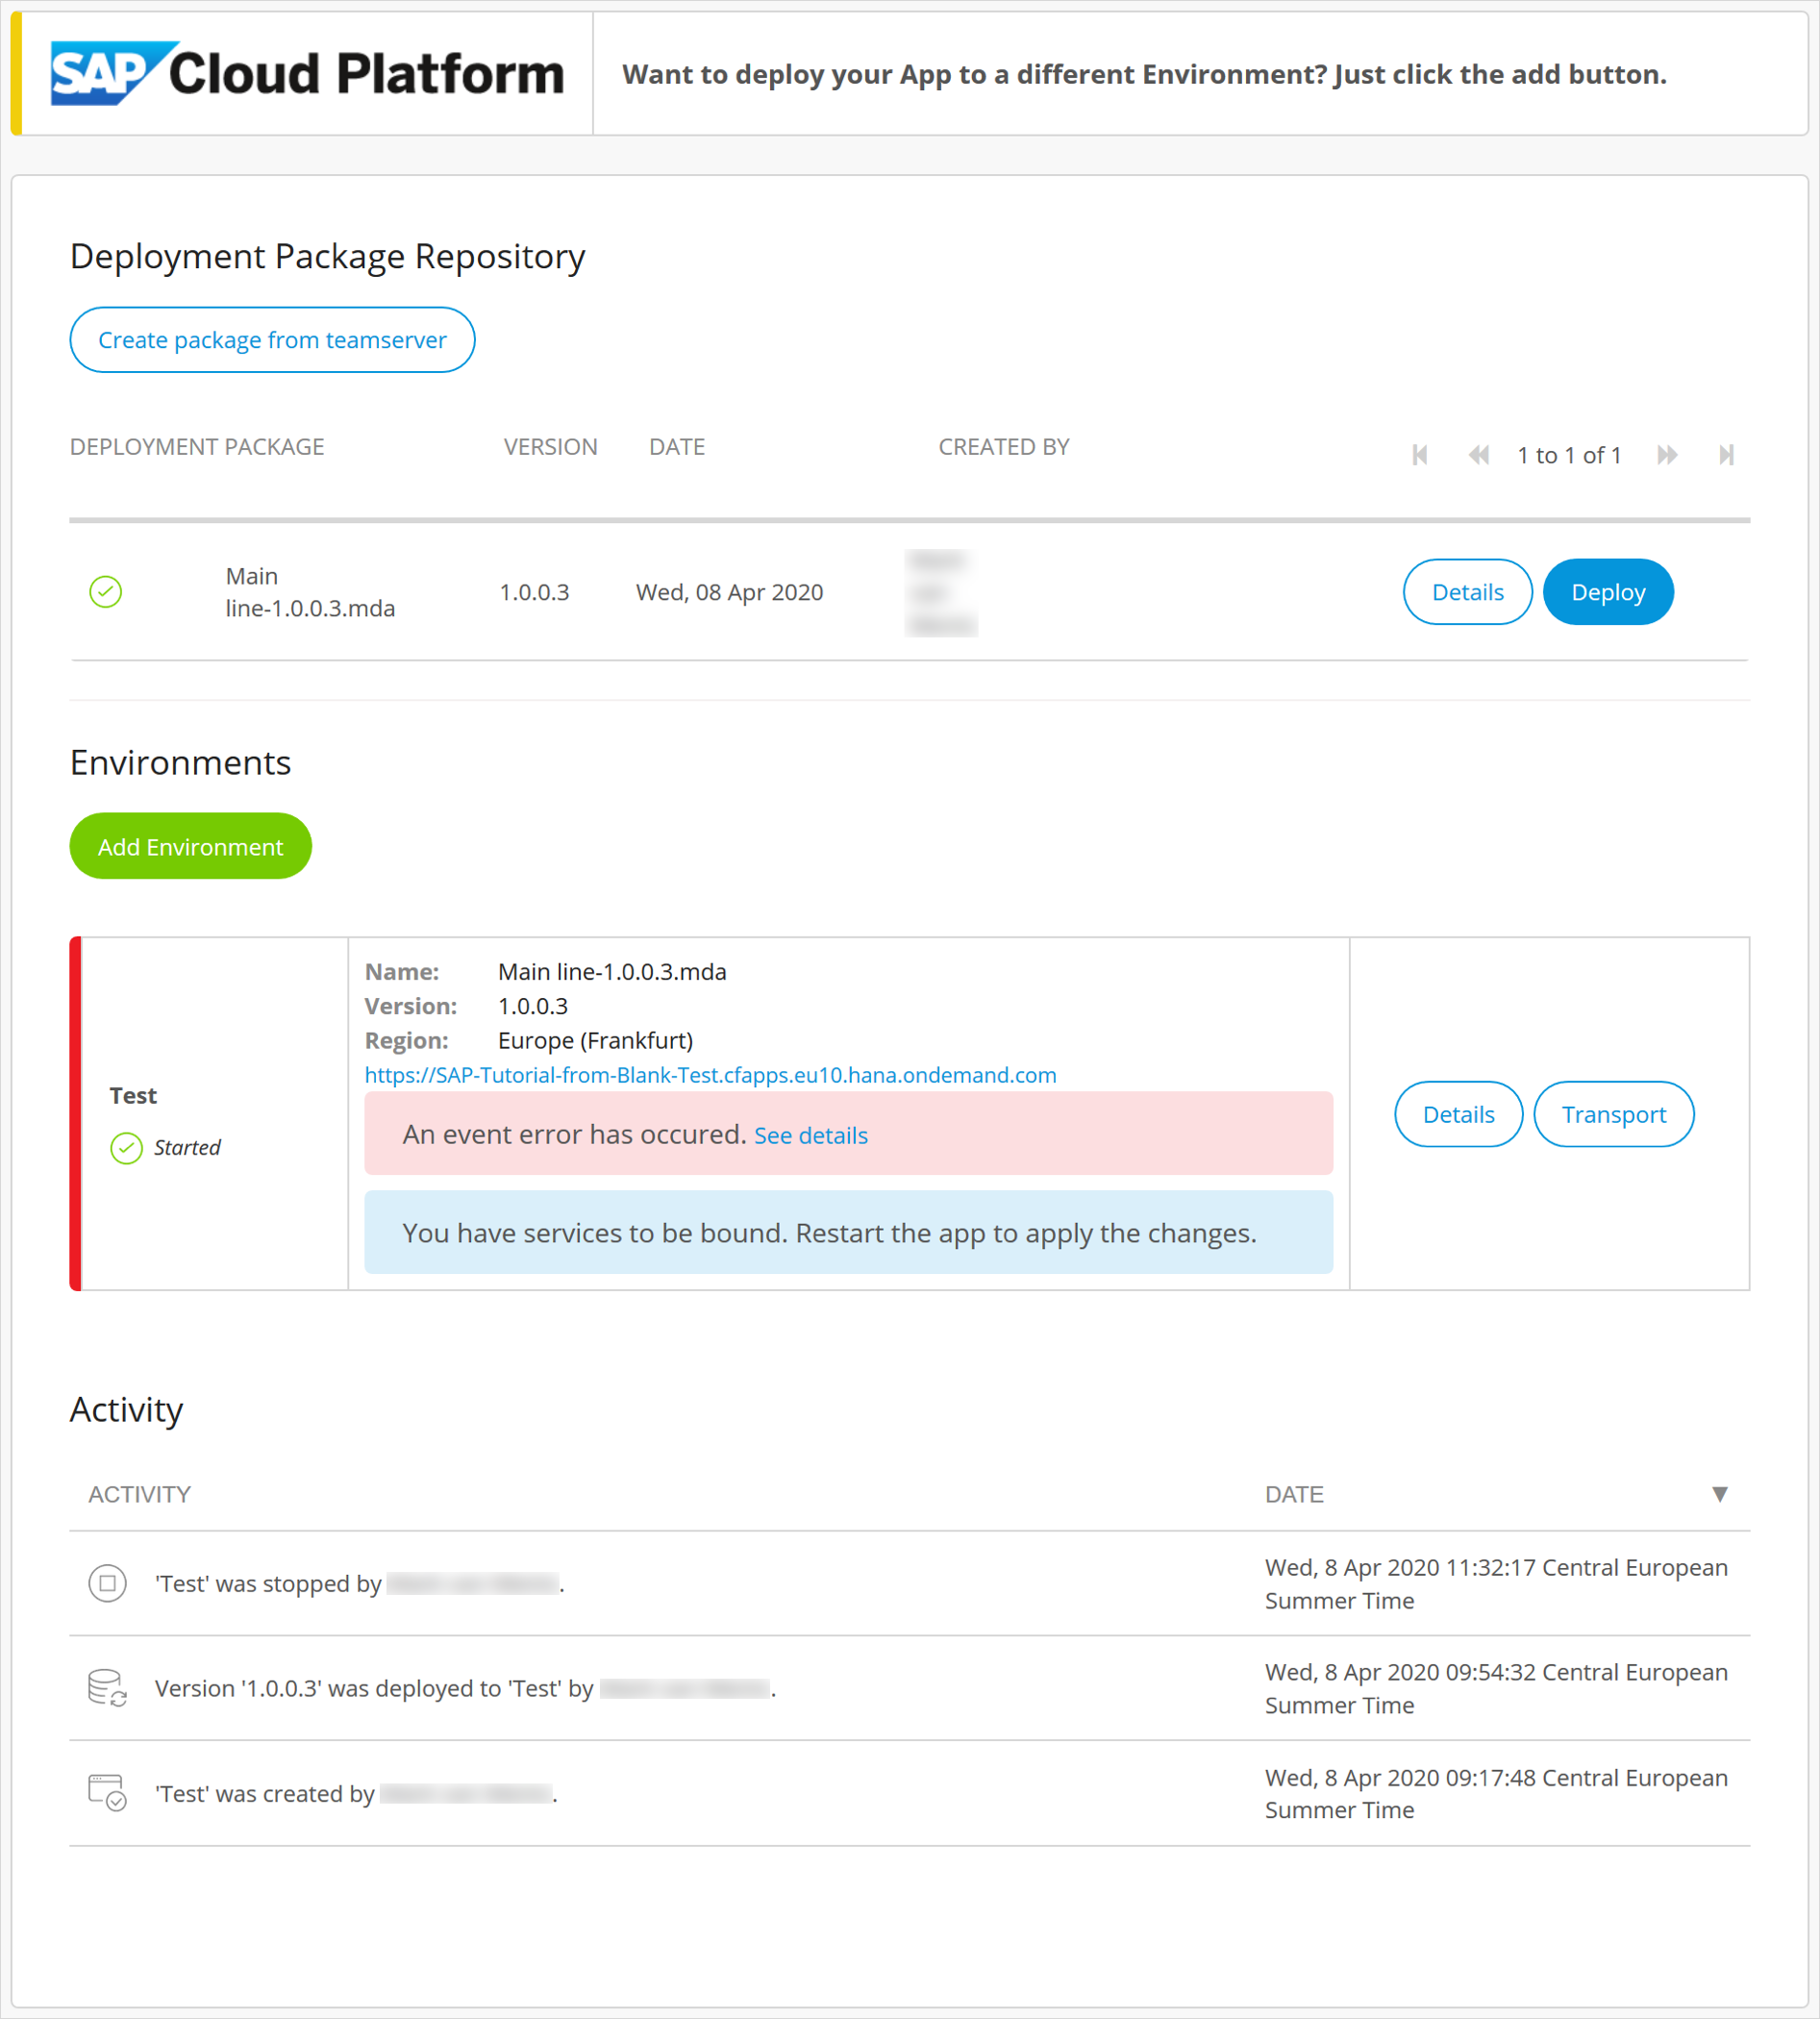 SAP Cloud Platform
Want to deploy your App to a different Environment? Just click the add button.
Deployment Package Repository
Create package from teamserver
DEPLOYMENT PACKAGE VERSION DATE CREATED BY 1 to 1 of 1
Main
line-1.0.0.3.mda
1.0.0.3 Wed, 08 Apr 2020 Details Deploy
Environments
Add Environment
Test
Started
Name: Main line-1.0.0.3.mda
Version: 1.0.0.3
Region: Europe (Frankfurt)
https://SAP-Tutorial-from-Blank-Test.cfapps.eu10.hana.ondemand.com
An event error has occured. See details
You have services to be bound. Restart the app to apply the changes.
Details Transport
Activity
ACTIVITY DATE ▼
'Test' was stopped by .
Wed, 8 Apr 2020 11:32:17 Central European
Summer Time
Version '1.0.0.3' was deployed to 'Test' by .
Wed, 8 Apr 2020 09:54:32 Central European
Summer Time
'Test' was created by .
Wed, 8 Apr 2020 09:17:48 Central European
Summer Time